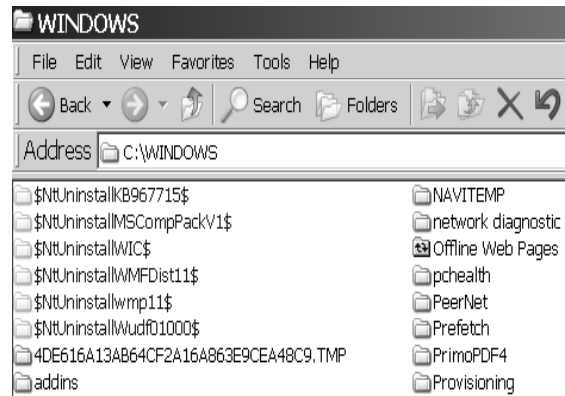 WINDOWS
File Edit View Favorites Tools Help
Back Search Folders
Address C:\WINDOWS
$NtUninstallKB967715$
$NtUninstallMSCompPackV1$
$NtUninstallWIC$
$NtUninstallWMFDist11$
$NtUninstallwmp11$
$NtUninstallWudf01000$
4DE616A13AB64CF2A16A863E9CEA48C9.TMP
addins
NAVITEMP
network diagnostic
Offline Web Pages
pchealth
PeerNet
Prefetch
PrimoPDF4
Provisioning